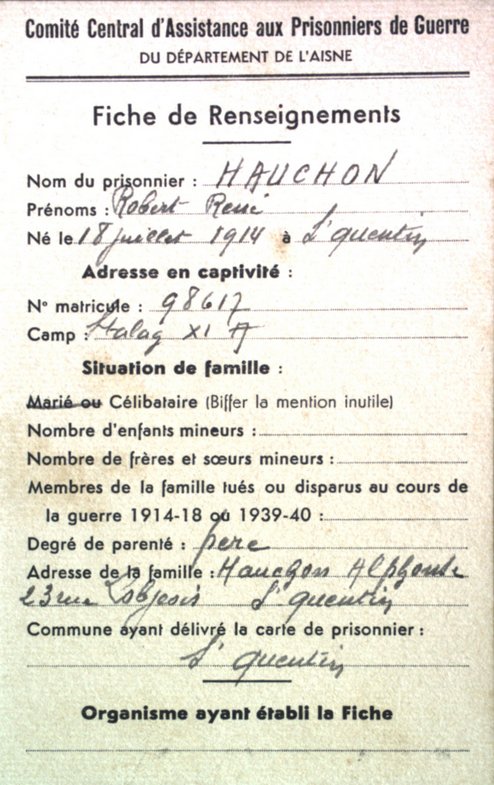 Comité Central d'Assistance aux Prisonniers de Guerre
DU DÉPARTEMENT DE L'AISNE
Fiche de Renseignements
Nom du prisonnier : HAUCHON
Prénoms : Robert René
Né le 18 juillet 1914 à St quentin
Adresse en captivité :
N° matricule : 98617
Camp : Stalag XI A
Situation de famille :
Marié ou Célibataire (Biffer la mention inutile)
Nombre d'enfants mineurs :
Nombre de frères et sœurs mineurs :
Membres de la famille tués ou disparus au cours de
la guerre 1914-18 ou 1939-40 :
Degré de parenté : père
Adresse de la famille : Hauchon Alphonse
23 rue St quentin
Commune ayant délivré la carte de prisonnier :
St quentin
Organisme ayant établi la Fiche